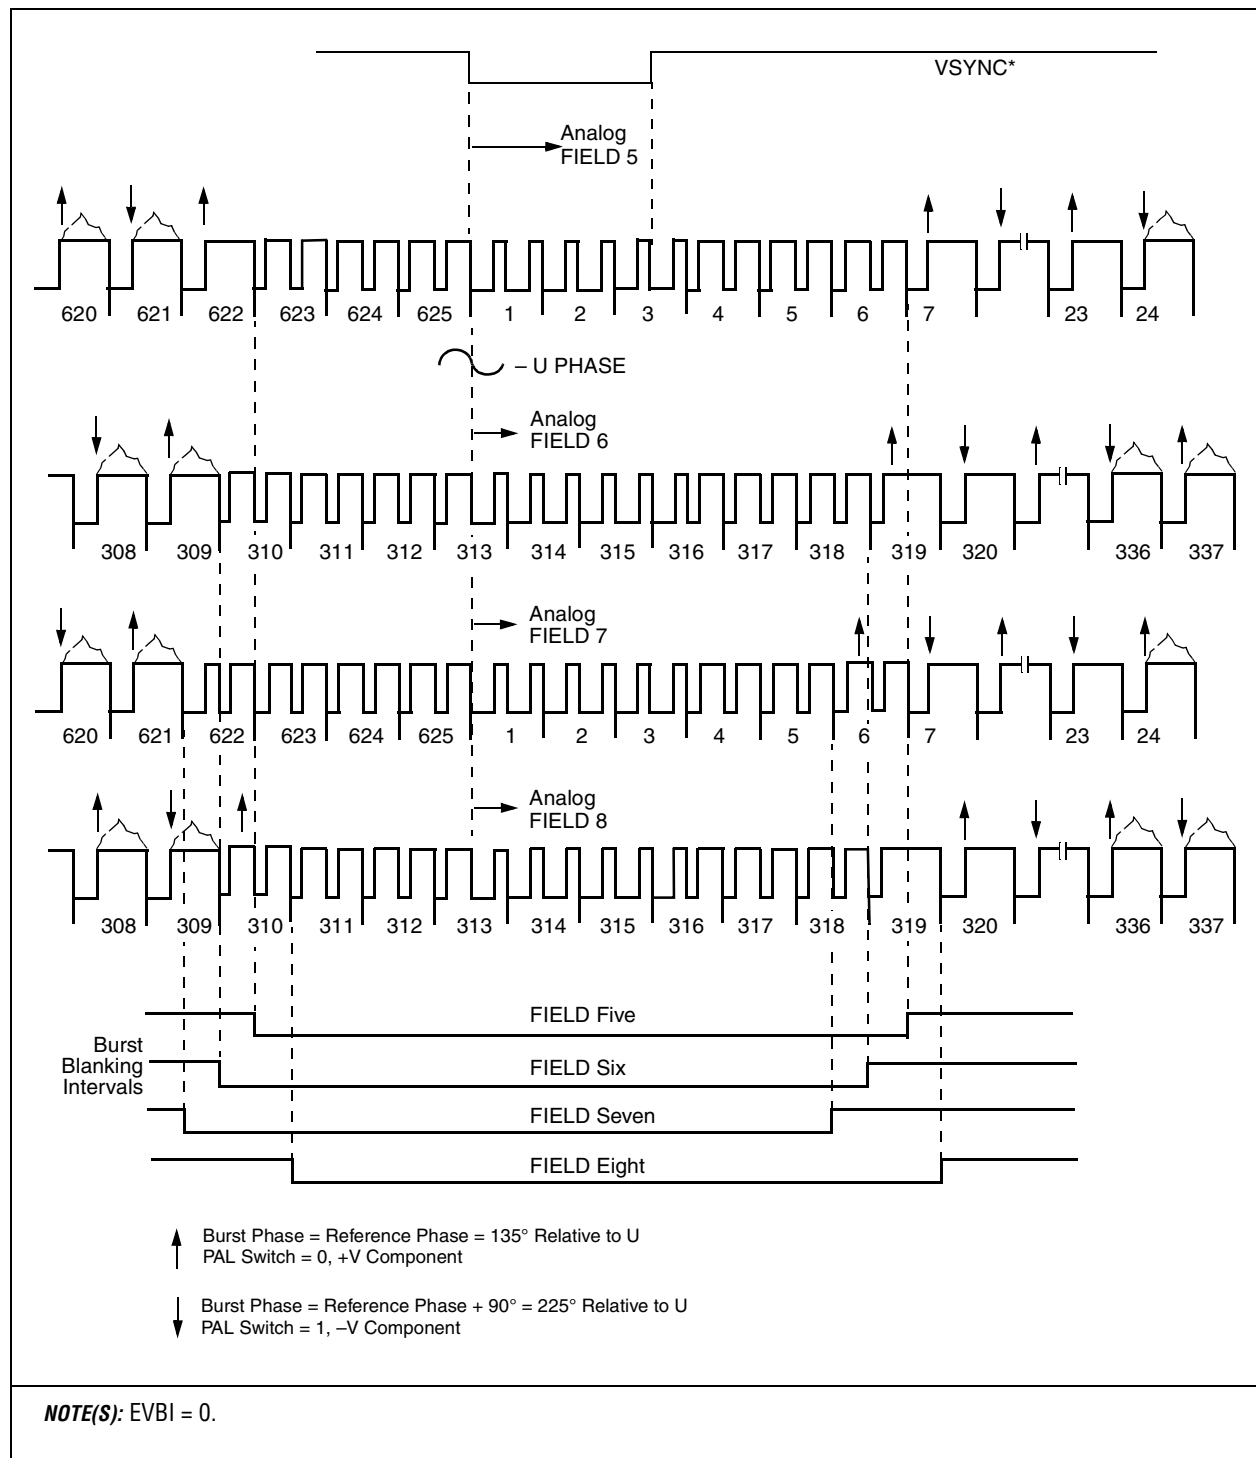 VSYNC*
Analog
FIELD 5
620 621 622 623 624 625 1 2 3 4 5 6 7 23 24
– U PHASE
Analog
FIELD 6
308 309 310 311 312 313 314 315 316 317 318 319 320 336 337
Analog
FIELD 7
620 621 622 623 624 625 1 2 3 4 5 6 7 23 24
Analog
FIELD 8
308 309 310 311 312 313 314 315 316 317 318 319 320 336 337
Burst
Blanking
Intervals
FIELD Five
FIELD Six
FIELD Seven
FIELD Eight
Burst Phase = Reference Phase = 135° Relative to U
PAL Switch = 0, +V Component
Burst Phase = Reference Phase + 90° = 225° Relative to U
PAL Switch = 1, –V Component
NOTE(S): EVBI = 0.